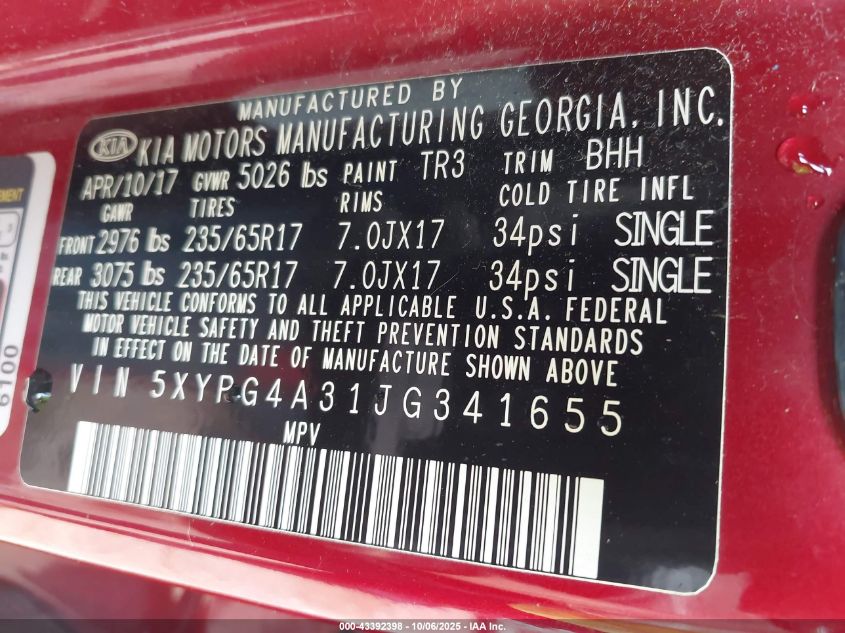 MANUFACTURED BY
KIA KIA MOTORS MANUFACTURING GEORGIA, INC.
APR/10/17 GVWR 5026 lbs PAINT TR3 TRIM BHH
GAWR TIRES RIMS COLD TIRE INFL
FRONT 2976 lbs 235/65R17 7.0JX17 34psi SINGLE
REAR 3075 lbs 235/65R17 7.0JX17 34psi SINGLE
THIS VEHICLE CONFORMS TO ALL APPLICABLE U.S.A. FEDERAL
MOTOR VEHICLE SAFETY AND THEFT PREVENTION STANDARDS
IN EFFECT ON THE DATE OF MANUFACTURE SHOWN ABOVE
VIN 5XYPG4A31JG341655
MPV
6100
000-43392398 - 10/06/2025 - IAA Inc.